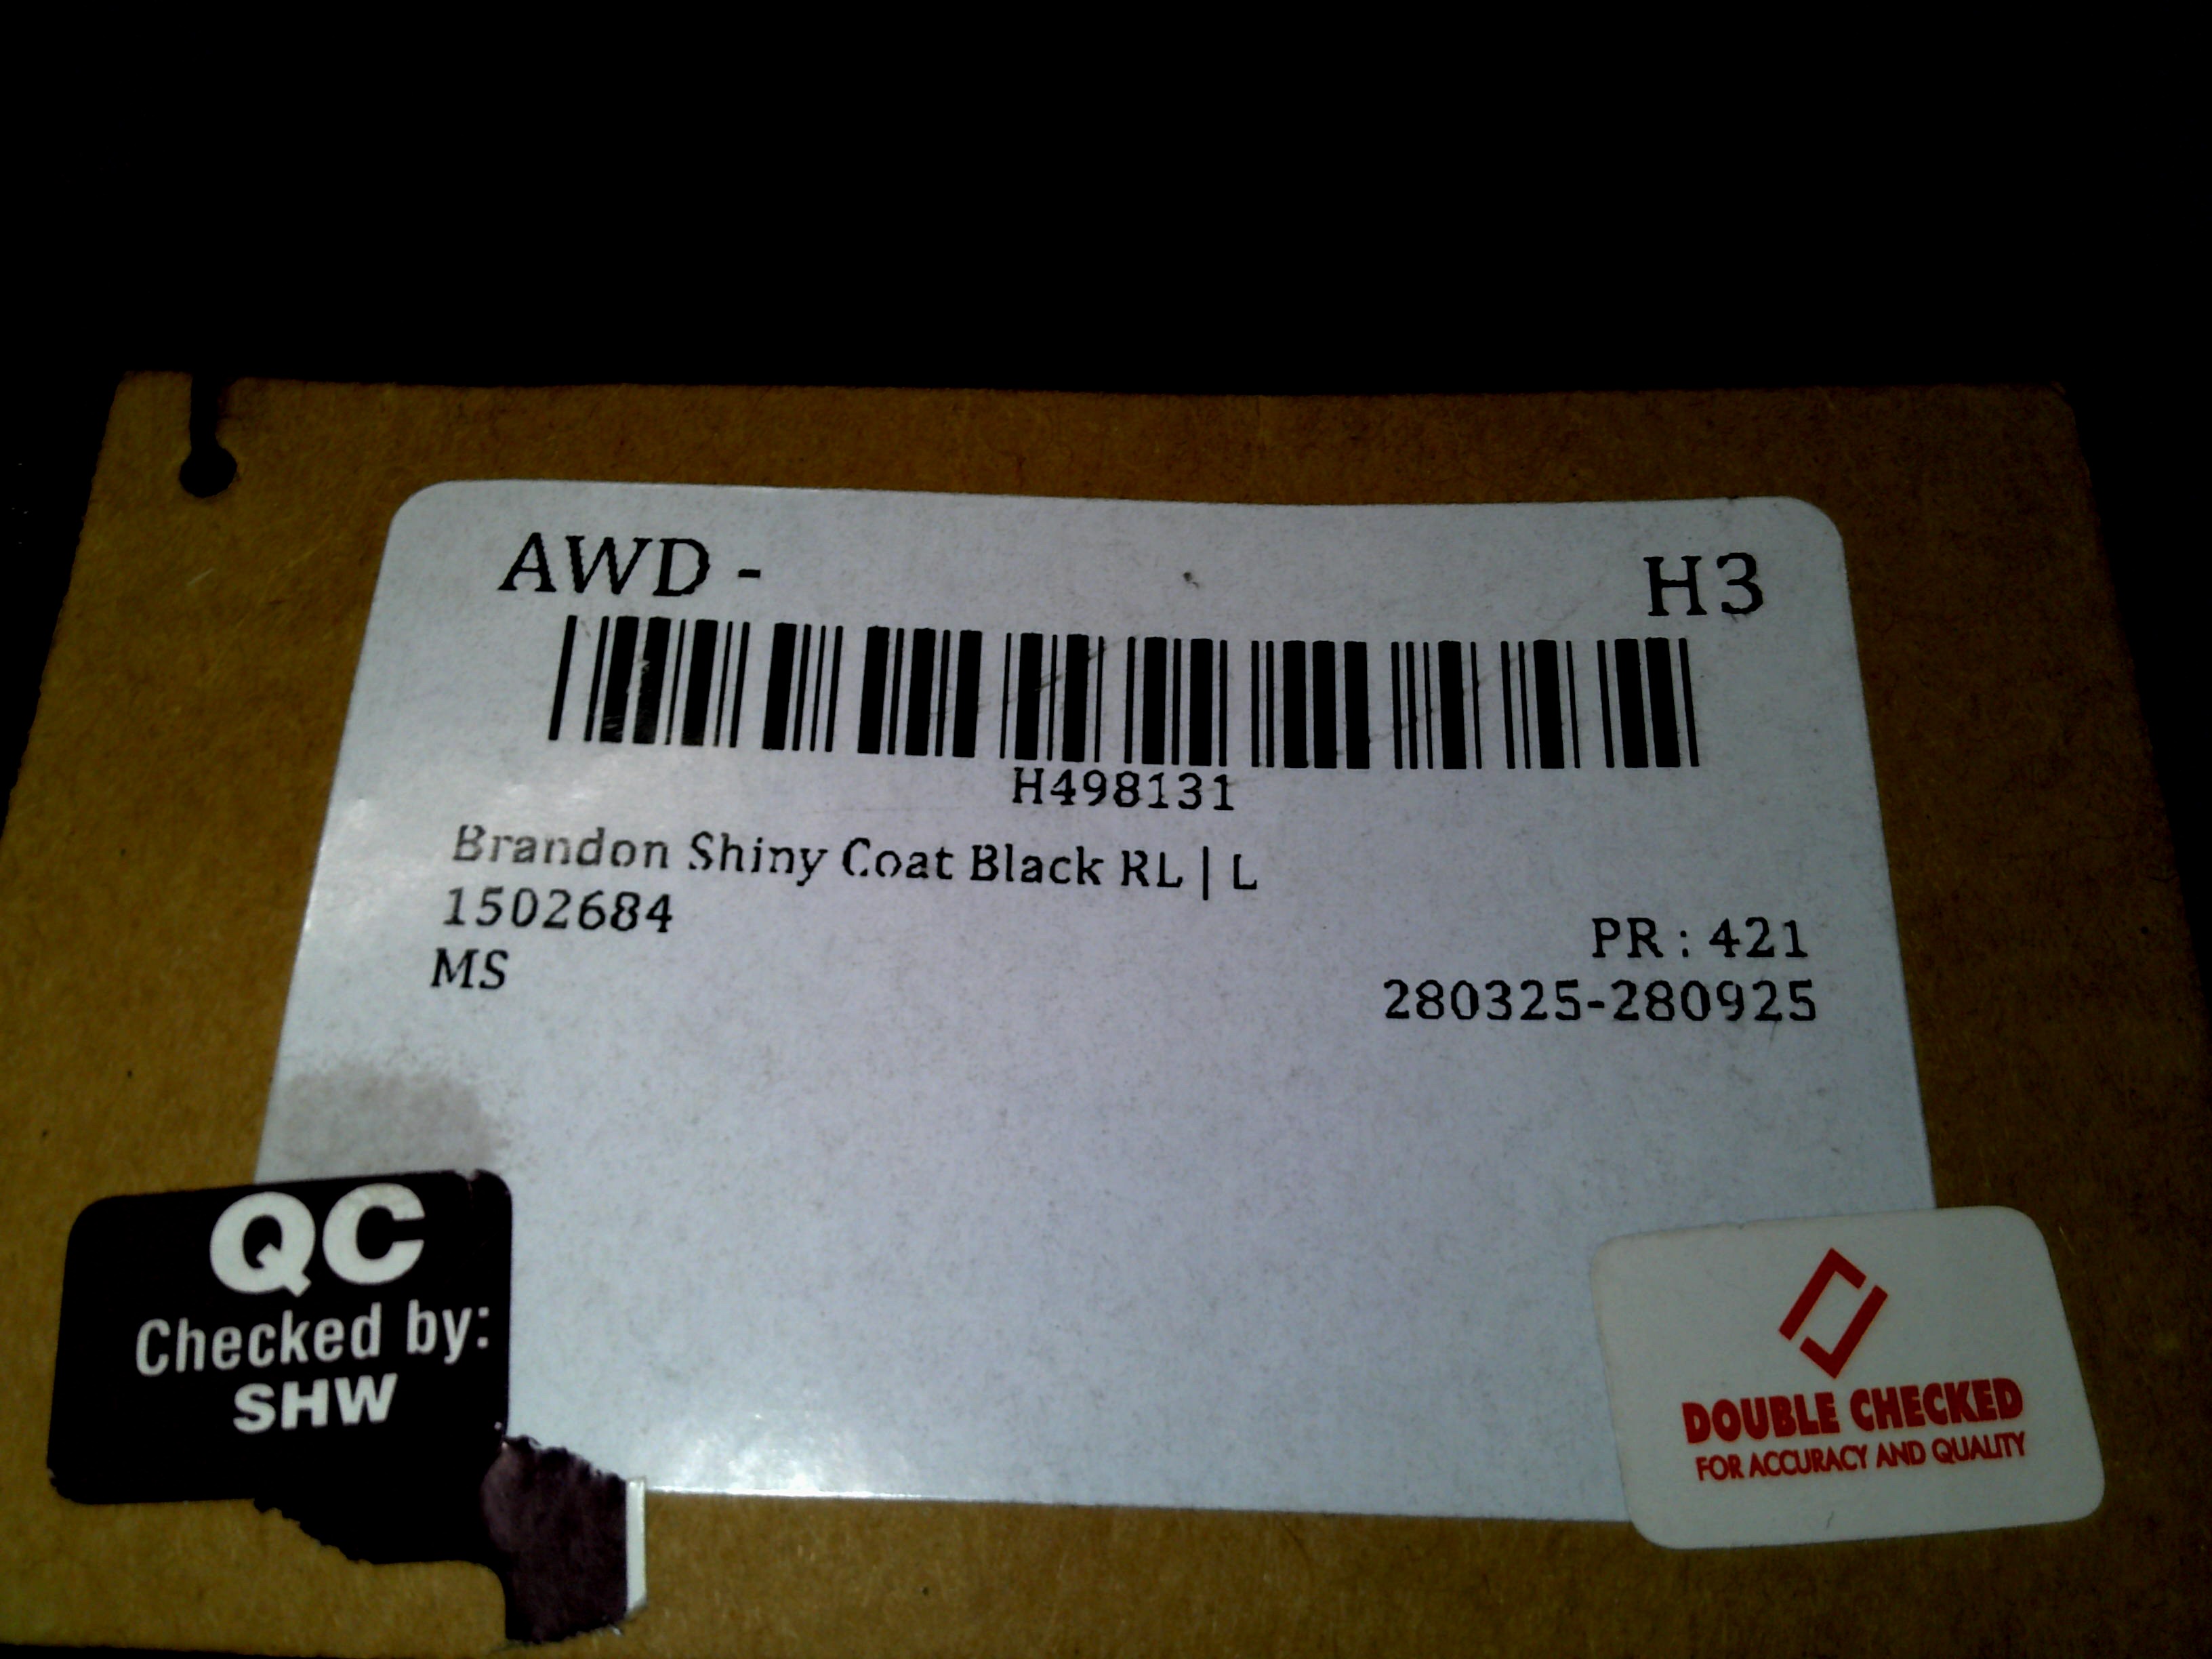 AWD - H3
H498131
Brandon Shiny Coat Black RL | L
1502684
PR : 421
MS
280325-280925
QC
Checked by:
SHW
DOUBLE CHECKED
FOR ACCURACY AND QUALITY